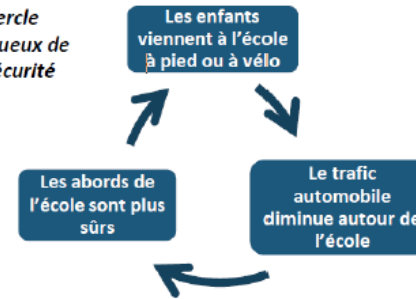 ercle
ueux de
écurité
Les enfants
viennent à l'école
à pied ou à vélo
Le trafic
automobile
diminue autour de
l'école
Les abords de
l'école sont plus
sûrs